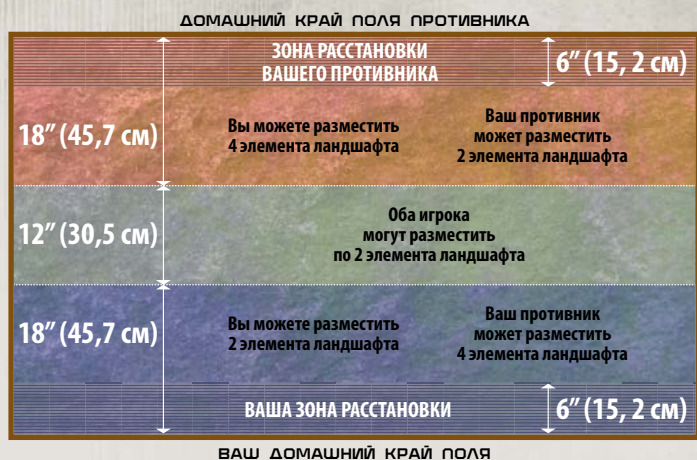 ДОМАШНИЙ КРАЙ ПОЛЯ ПРОТИВНИКА
ЗОНА РАССТАНОВКИ
ВАШЕГО ПРОТИВНИКА
6” (15, 2 см)
18” (45,7 см)
Вы можете разместить
4 элемента ландшафта
Ваш противник
может разместить
2 элемента ландшафта
12” (30,5 см)
Оба игрока
могут разместить
по 2 элемента ландшафта
18” (45,7 см)
Вы можете разместить
2 элемента ландшафта
Ваш противник
может разместить
4 элемента ландшафта
ВАША ЗОНА РАССТАНОВКИ
6” (15, 2 см)
ВАШ ДОМАШНИЙ КРАЙ ПОЛЯ